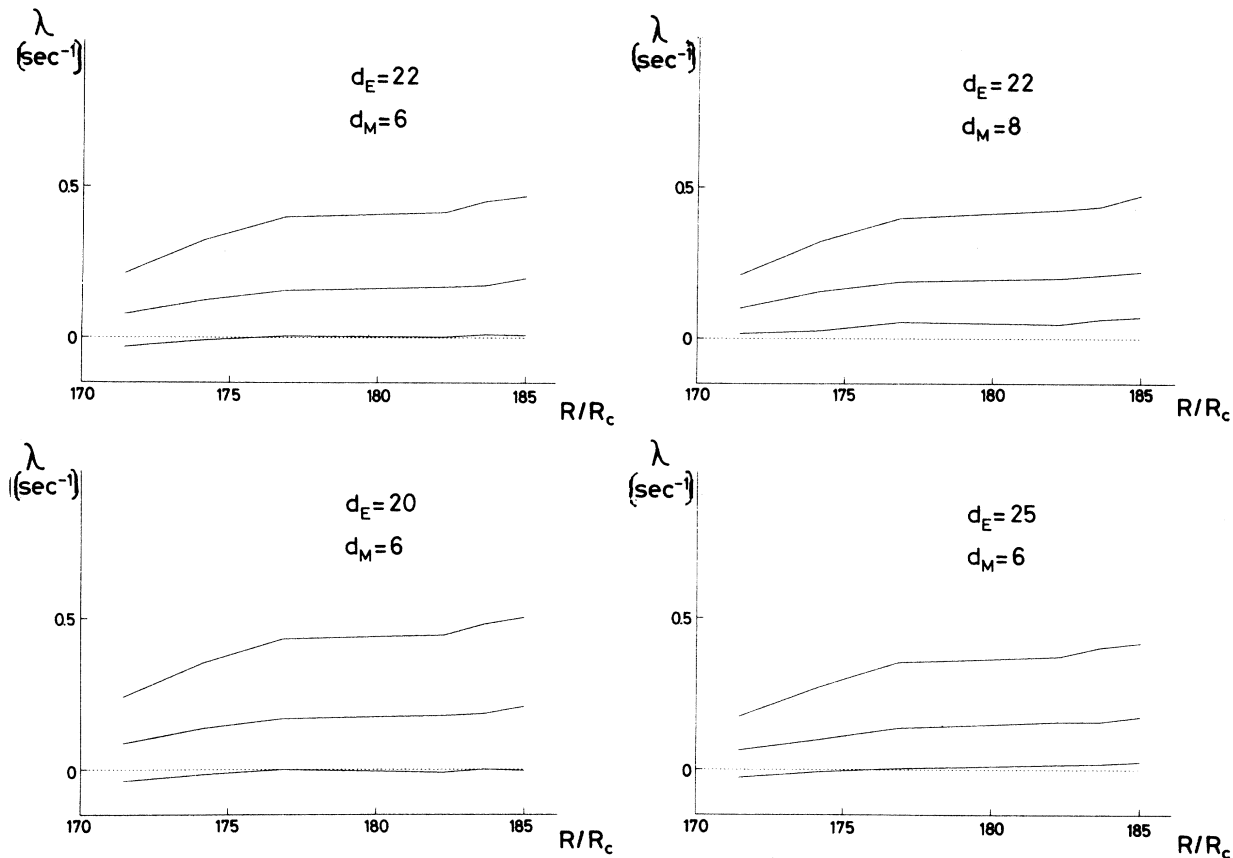 λ
(sec⁻¹)
d_E=22
d_M=6
0.5
0
170 175 180 185
R/R_c
λ
(sec⁻¹)
d_E=22
d_M=8
0.5
0
170 175 180 185
R/R_c
λ
(sec⁻¹)
d_E=20
d_M=6
0.5
0
170 175 180 185
R/R_c
λ
(sec⁻¹)
d_E=25
d_M=6
0.5
0
170 175 180 185
R/R_c